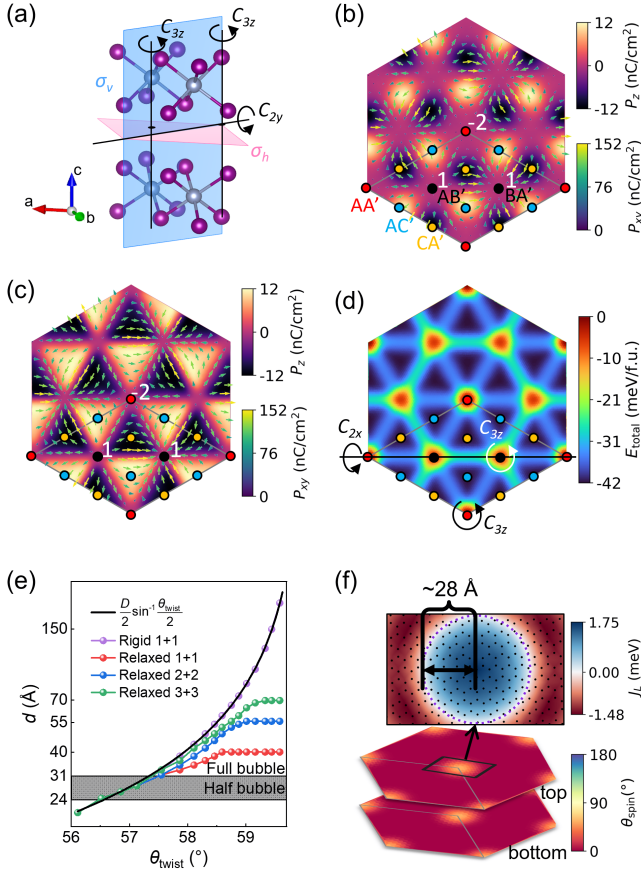 (a)
C3z
C3z
σv
C2y
σh
c
a
b
(b)
-2
1
1
AB'
BA'
AA'
AC'
CA'
12
0
-12
Pz (nC/cm²)
152
76
0
Pxy (nC/cm²)
(c)
2
1
1
12
0
-12
Pz (nC/cm²)
152
76
0
Pxy (nC/cm²)
(d)
C2x
C3z
C3z
0
-10
-21
-31
-42
Etotal (meV/f.u.)
(e)
D/2 sin⁻¹ θtwist/2
Rigid 1+1
Relaxed 1+1
Relaxed 2+2
Relaxed 3+3
150
70
55
40
31
24
d (Å)
Full bubble
Half bubble
56
57
58
59
θtwist (°)
(f)
~28 Å
1.75
0.00
-1.48
JL (meV)
top
bottom
180
90
0
θspin(°)